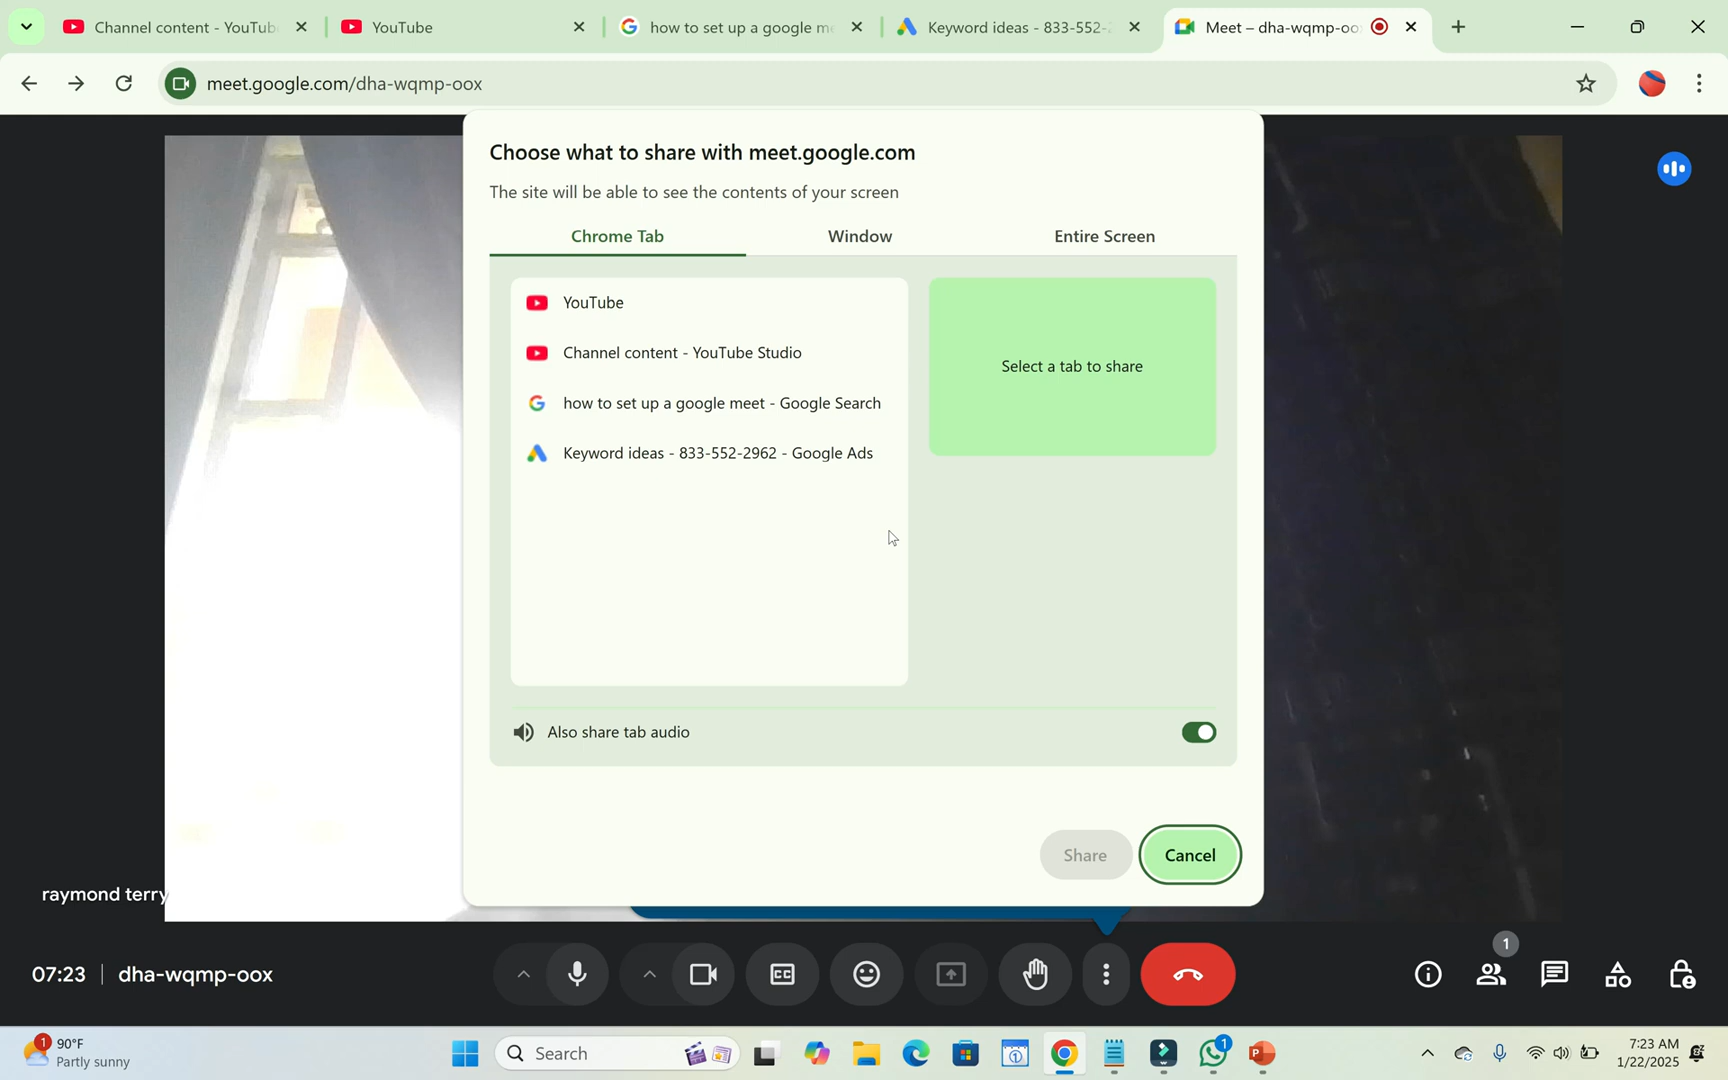 Channel content - YouTub
YouTube
how to set up a google me
Keyword ideas - 833-552-2
Meet – dha-wqmp-oo
meet.google.com/dha-wqmp-oox
Choose what to share with meet.google.com
The site will be able to see the contents of your screen
Chrome Tab
Window
Entire Screen
YouTube
Channel content - YouTube Studio
how to set up a google meet - Google Search
Keyword ideas - 833-552-2962 - Google Ads
Select a tab to share
Also share tab audio
Share
Cancel
raymond terry
07:23 | dha-wqmp-oox
CC
1
1
90°F
Partly sunny
Search
1
P
7:23 AM
1/22/2025